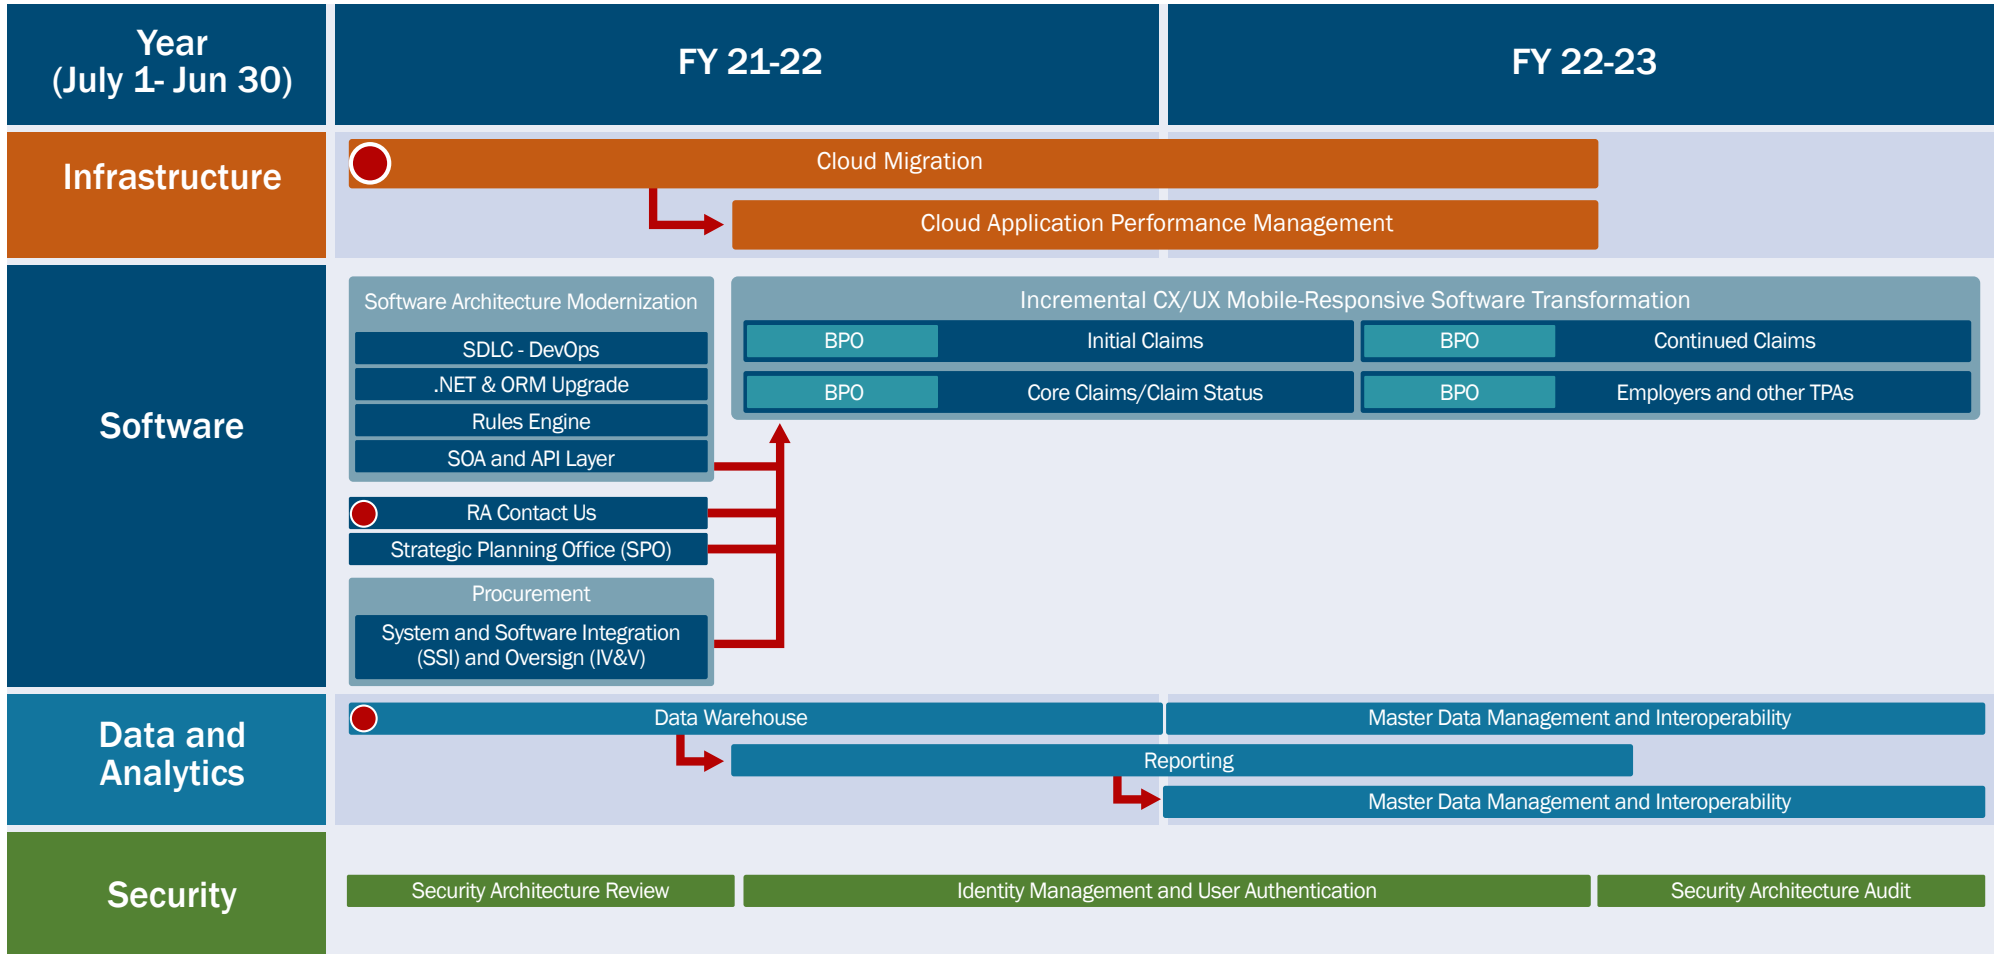 Year
(July 1- Jun 30)
FY 21-22
FY 22-23
Infrastructure
Cloud Migration
Cloud Application Performance Management
Software
Software Architecture Modernization
SDLC - DevOps
.NET & ORM Upgrade
Rules Engine
SOA and API Layer
RA Contact Us
Strategic Planning Office (SPO)
Procurement
System and Software Integration
(SSI) and Oversign (IV&V)
Incremental CX/UX Mobile-Responsive Software Transformation
BPO
Initial Claims
BPO
Continued Claims
BPO
Core Claims/Claim Status
BPO
Employers and other TPAs
Data and
Analytics
Data Warehouse
Master Data Management and Interoperability
Reporting
Master Data Management and Interoperability
Security
Security Architecture Review
Identity Management and User Authentication
Security Architecture Audit